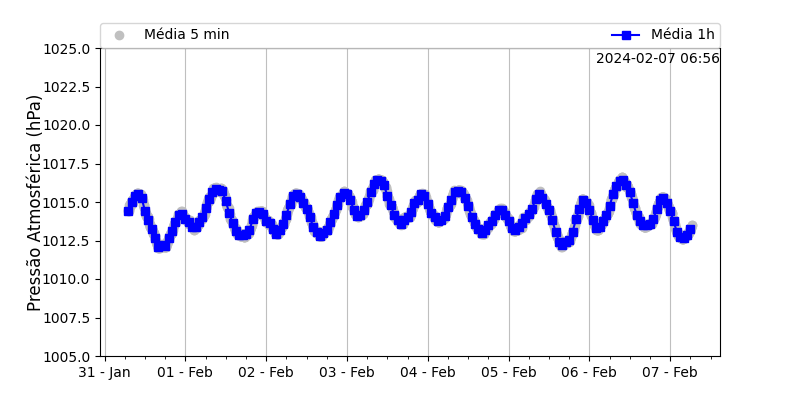 Média 5 min
Média 1h
2024-02-07 06:56
Pressão Atmosférica (hPa)
1025.0
1022.5
1020.0
1017.5
1015.0
1012.5
1010.0
1007.5
1005.0
31 - Jan 01 - Feb 02 - Feb 03 - Feb 04 - Feb 05 - Feb 06 - Feb 07 - Feb